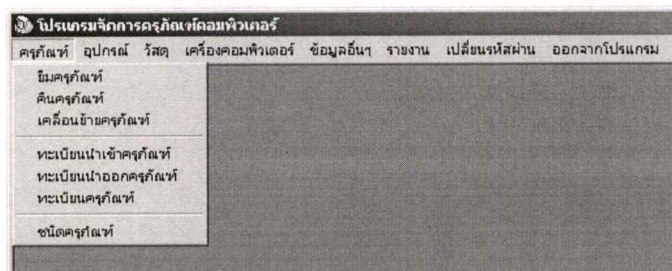 โปรแกรมจัดการครุภัณฑ์คอมพิวเตอร์
ครุภัณฑ์ อุปกรณ์ วัสดุ เครื่องคอมพิวเตอร์ ข้อมูลอื่นๆ รายงาน เปลี่ยนรหัสผ่าน ออกจากโปรแกรม
ยืมครุภัณฑ์
คืนครุภัณฑ์
เคลื่อนย้ายครุภัณฑ์
ทะเบียนนำเข้าครุภัณฑ์
ทะเบียนนำออกครุภัณฑ์
ทะเบียนครุภัณฑ์
ชนิดครุภัณฑ์